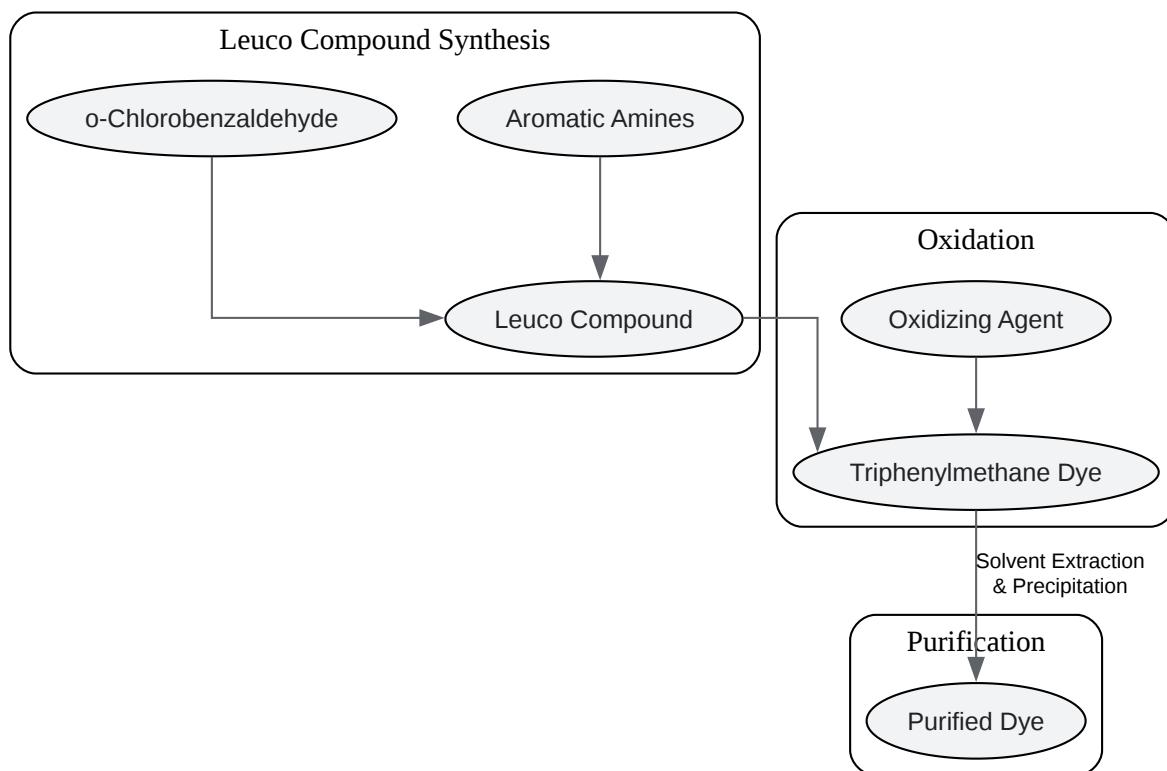 Leuco Compound Synthesis
o-Chlorobenzaldehyde
Aromatic Amines
Leuco Compound
Oxidation
Oxidizing Agent
Triphenylmethane Dye
Solvent Extraction
& Precipitation
Purification
Purified Dye